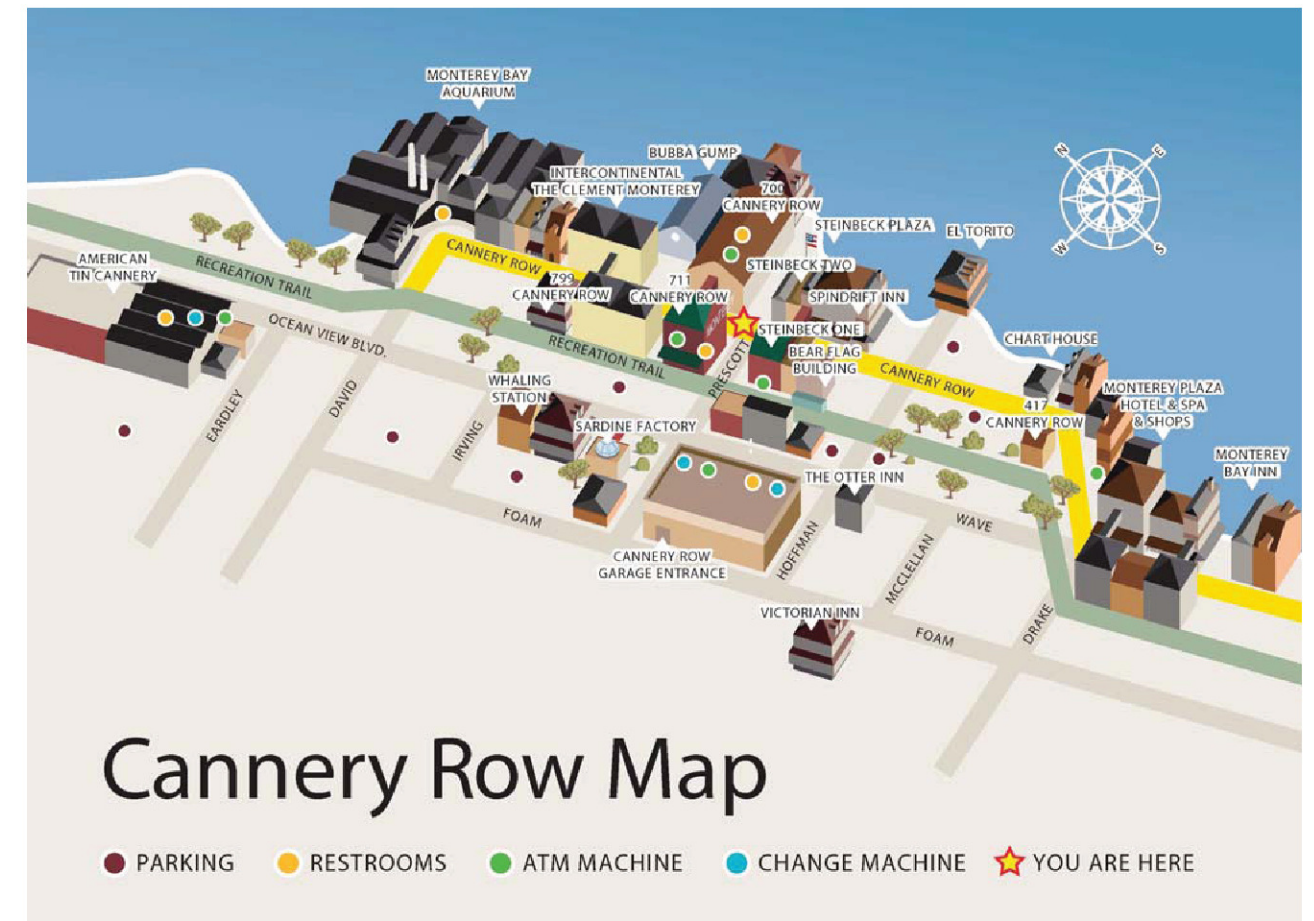 MONTEREY BAY
AQUARIUM
BUBBA GUMP
INTERCONTINENTAL
THE CLEMENT MONTEREY
700
CANNERY ROW
STEINBECK PLAZA
EL TORITO
N
E
W
S
AMERICAN
TIN CANNERY
RECREATION TRAIL
CANNERY ROW
799
CANNERY ROW
711
CANNERY ROW
STEINBECK TWO
SPINDRIFT INN
STEINBECK ONE
BEAR FLAG
BUILDING
CHART HOUSE
MONTEREY PLAZA
HOTEL & SPA
& SHOPS
417
CANNERY ROW
MONTEREY
BAY INN
OCEAN VIEW BLVD.
RECREATION TRAIL
PRESCOTT
CANNERY ROW
WHALING
STATION
SARDINE FACTORY
THE OTTER INN
EARDLEY
DAVID
IRVING
FOAM
CANNERY ROW
GARAGE ENTRANCE
HOFFMAN
MCCLELLAN
WAVE
VICTORIAN INN
FOAM
DRAKE
Cannery Row Map
PARKING
RESTROOMS
ATM MACHINE
CHANGE MACHINE
YOU ARE HERE